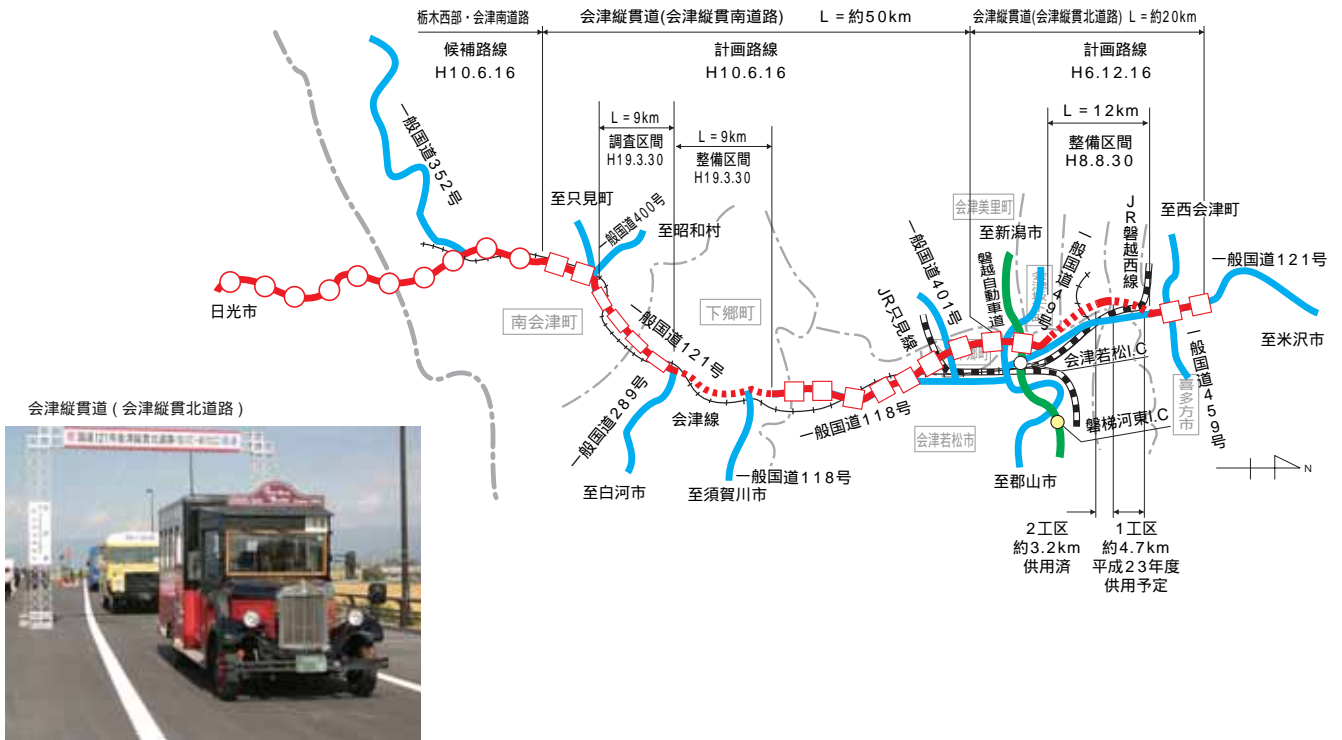 栃木西部・会津南道路
会津縦貫道(会津縦貫南道路) L = 約50km
会津縦貫道(会津縦貫北道路) L = 約20km
候補路線
H10.6.16
計画路線
H10.6.16
計画路線
H6.12.16
L = 9km
調査区間
H19.3.30
L = 9km
整備区間
H19.3.30
L = 12km
整備区間
H8.8.30
一般国道352号
至只見町
一般国道400号
至昭和村
会津美里町
至新潟市
磐越自動車道
一般国道49号
JR磐越西線
至西会津町
一般国道121号
一般国道401号
JR只見線
日光市
南会津町
下郷町
一般国道121号
会津若松I.C
至米沢市
一般国道459号
喜多方市
一般国道289号
会津線
一般国道118号
会津若松市
磐梯河東I.C
N
至白河市
至須賀川市
一般国道118号
至郡山市
2工区
約3.2km
供用済
1工区
約4.7km
平成23年度
供用予定
会津縦貫道 ( 会津縦貫北道路 )